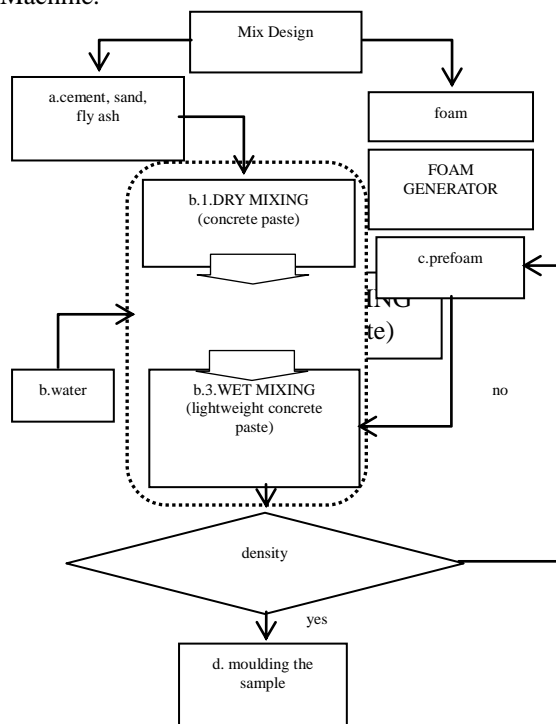 Machine.
Mix Design
a.cement, sand,
fly ash
foam
FOAM
GENERATOR
b.1.DRY MIXING
(concrete paste)
c.prefoam
b.water
b.3.WET MIXING
(lightweight concrete
paste)
no
density
yes
d. moulding the
sample